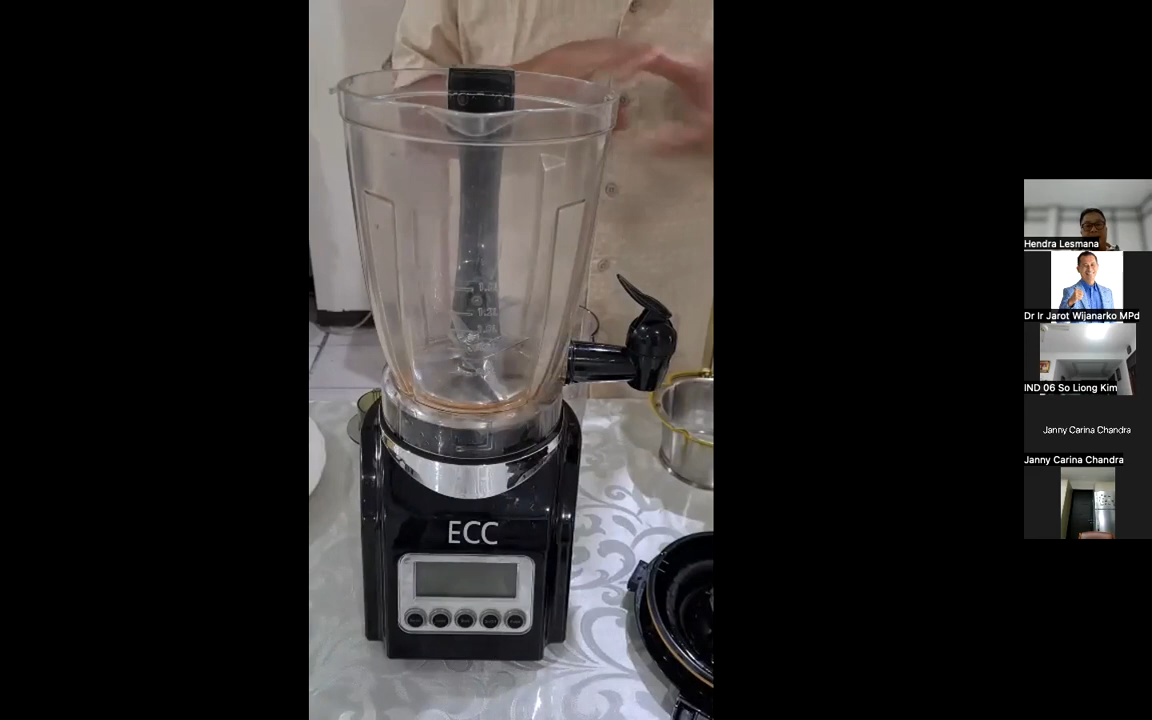 ECC
Hendra Lesmana
Dr Ir Jarot Wijanarko MPd
IND 06 So Liong Kim
Janny Carina Chandra
Janny Carina Chandra